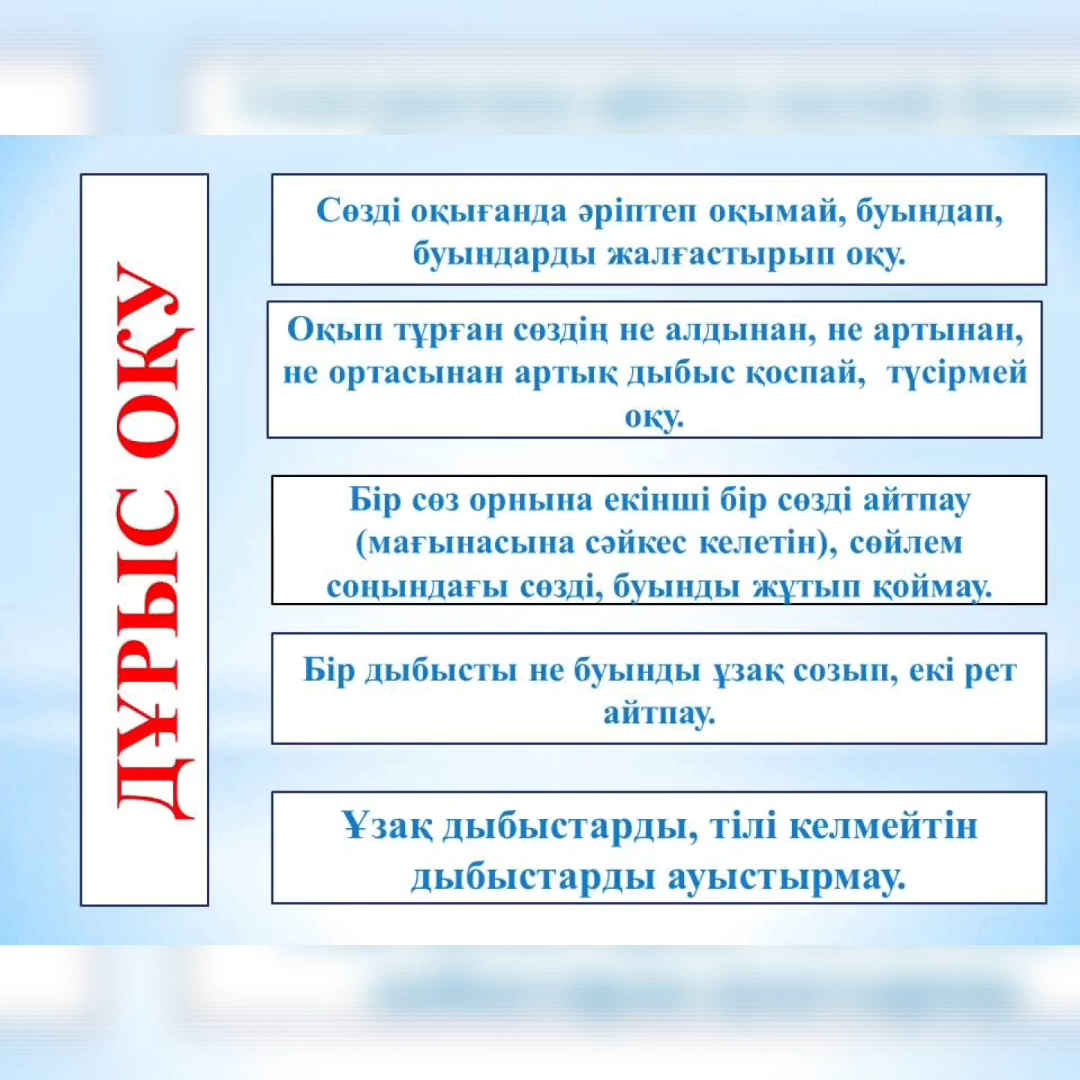 ДҰРЫС ОҚУ
Сөзді оқығанда әріптеп оқымай, буындап,
буындарды жалғастырып оқу.
Оқып тұрған сөздің не алдынан, не артынан,
не ортасынан артық дыбыс қоспай, түсірмей
оқу.
Бір сөз орнына екінші бір сөзді айтпау
(мағынасына сәйкес келетін), сөйлем
соңындағы сөзді, буынды жұтып қоймау.
Бір дыбысты не буынды ұзақ созып, екі рет
айтпау.
Ұзақ дыбыстарды, тілі келмейтін
дыбыстарды ауыстырмау.